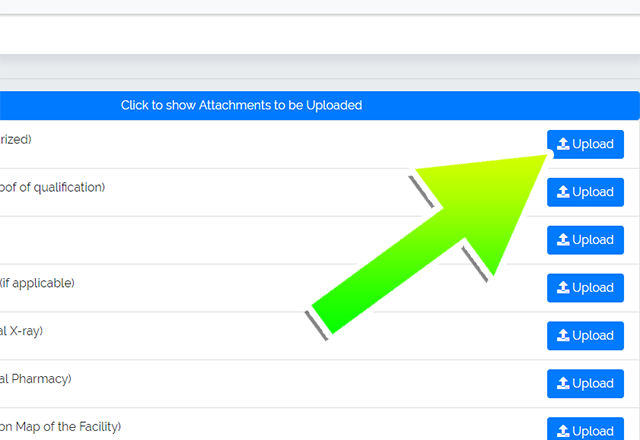 Click to show Attachments to be Uploaded
rized)
Upload
oof of qualification)
Upload
Upload
(if applicable)
Upload
al X-ray)
Upload
al Pharmacy)
Upload
on Map of the Facility)
Upload